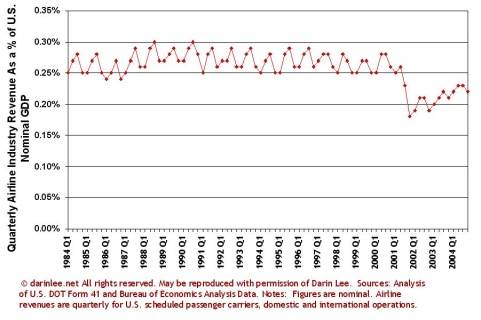 Quarterly Airline Industry Revenue As a % of U.S.
Nominal GDP
0.35%
0.30%
0.25%
0.20%
0.15%
0.10%
0.05%
0.00%
1984 Q1
1985 Q1
1986 Q1
1987 Q1
1988 Q1
1989 Q1
1990 Q1
1991 Q1
1992 Q1
1993 Q1
1994 Q1
1995 Q1
1996 Q1
1997 Q1
1998 Q1
1999 Q1
2000 Q1
2001 Q1
2002 Q1
2003 Q1
2004 Q1
© darinlee.net All rights reserved. May be reproduced with permission of Darin Lee. Sources: Analysis
of U.S. DOT Form 41 and Bureau of Economics Analysis Data. Notes: Figures are nominal. Airline
revenues are quarterly for U.S. scheduled passenger carriers, domestic and international operations.